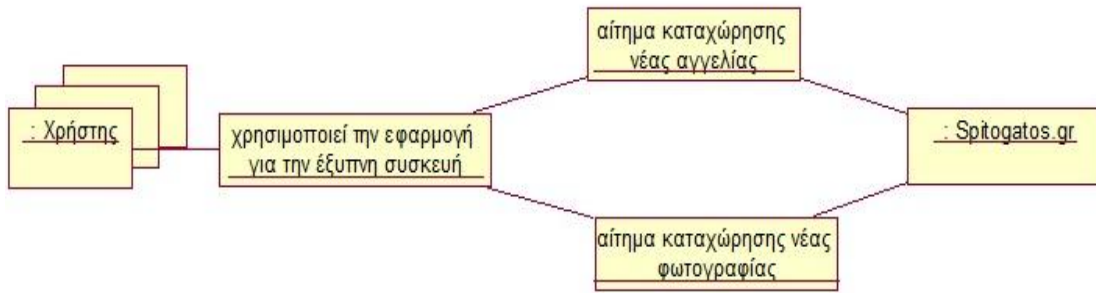 αίτημα καταχώρησης
νέας αγγελίας
: Χρήστης
χρησιμοποιεί την εφαρμογή
για την έξυπνη συσκευή
: Spitogatos.gr
αίτημα καταχώρησης νέας
φωτογραφίας